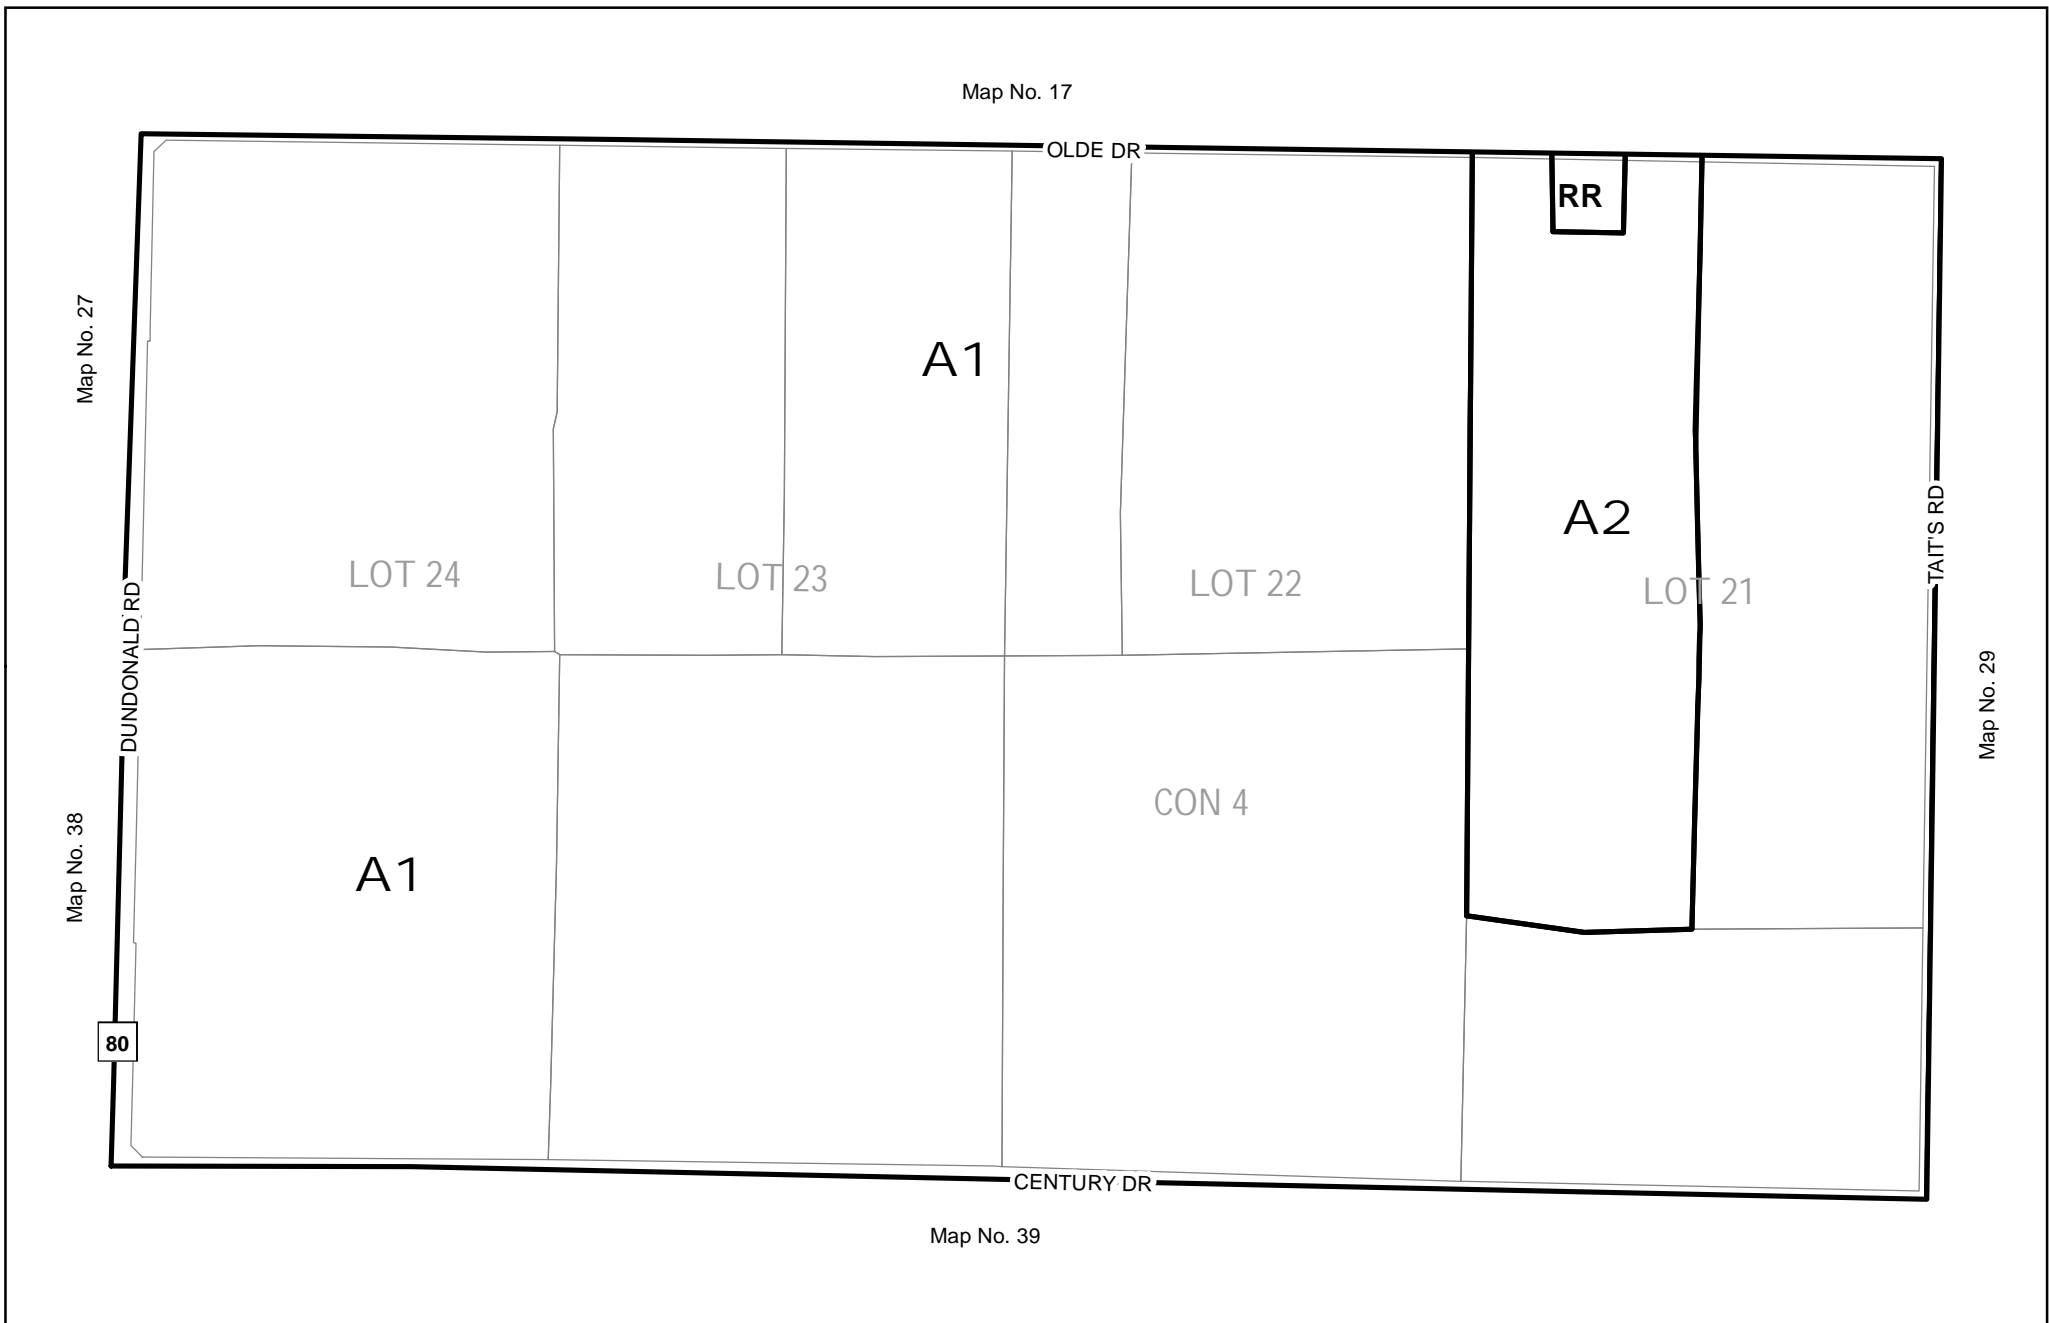 Map No. 17
OLDE DR
RR
Map No. 27
A1
A2
TAIT'S RD
LOT 24
LOT 23
LOT 22
LOT 21
DUNDONALD RD
Map No. 29
CON 4
Map No. 38
A1
80
CENTURY DR
Map No. 39